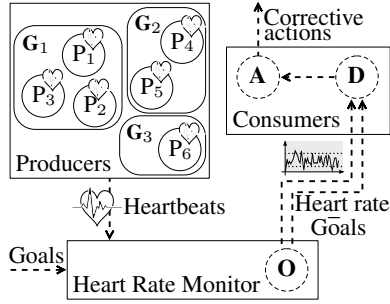 G1
P1
P3
P2
G2
P4
P5
G3
P6
Producers
Corrective
actions
A
D
Consumers
Heartbeats
Heart rate
Goals
Goals
Heart Rate Monitor
O